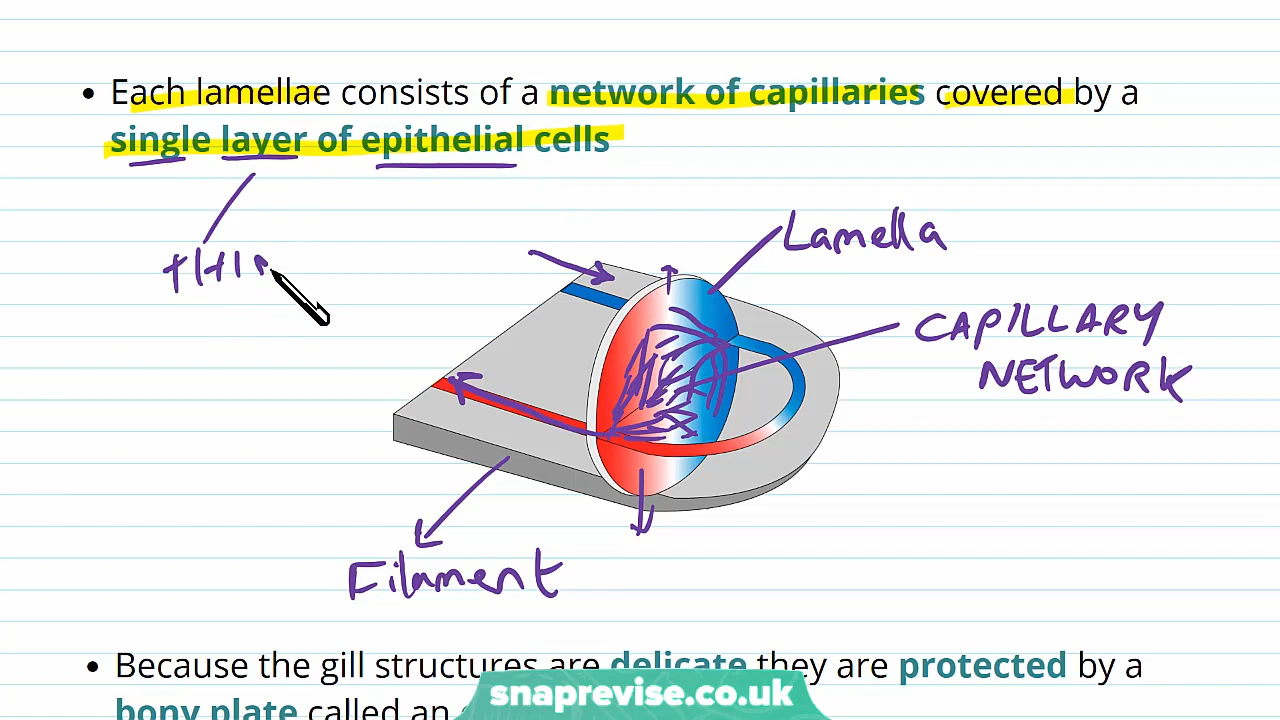 • Each lamellae consists of a network of capillaries covered by a
single layer of epithelial cells
Lamella
CAPILLARY
NETWORK
Filament
• Because the gill structures are delicate they are protected by a
bony plate called an
snaprevise.co.uk